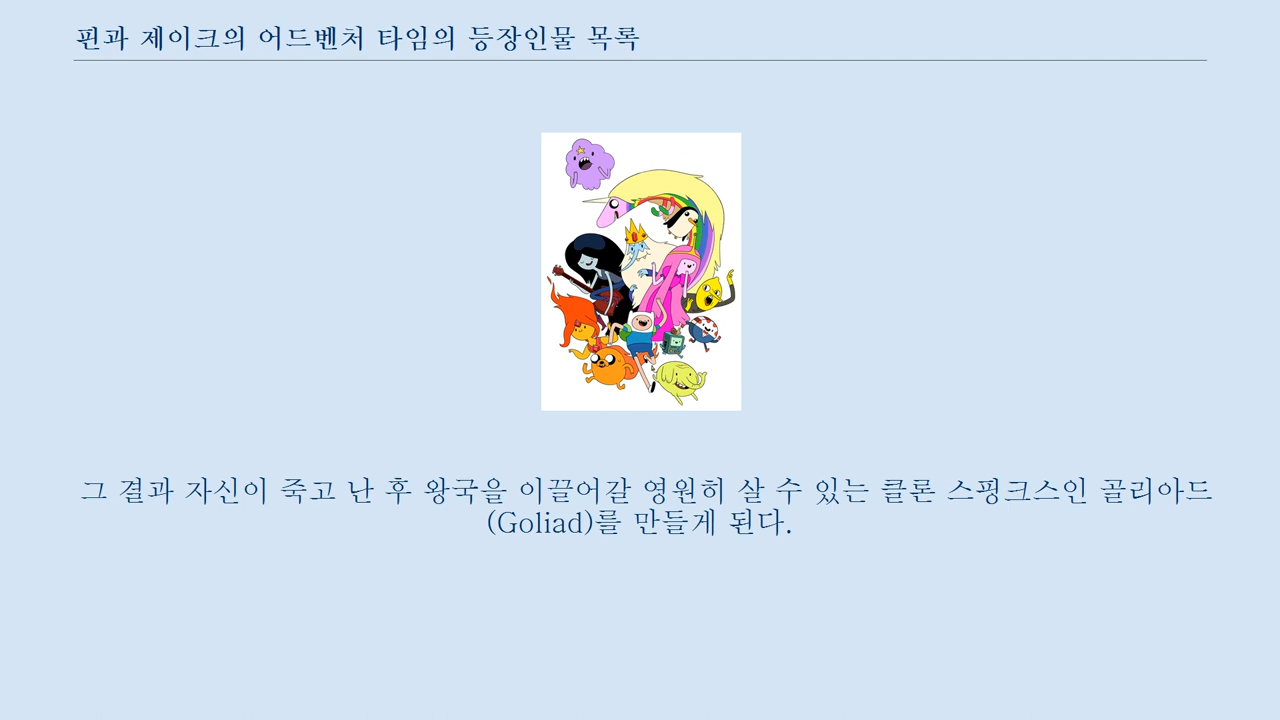 핀과 제이크의 어드벤처 타임의 등장인물 목록
그 결과 자신이 죽고 난 후 왕국을 이끌어갈 영원히 살 수 있는 클론 스핑크스인 골리아드
(Goliad)를 만들게 된다.